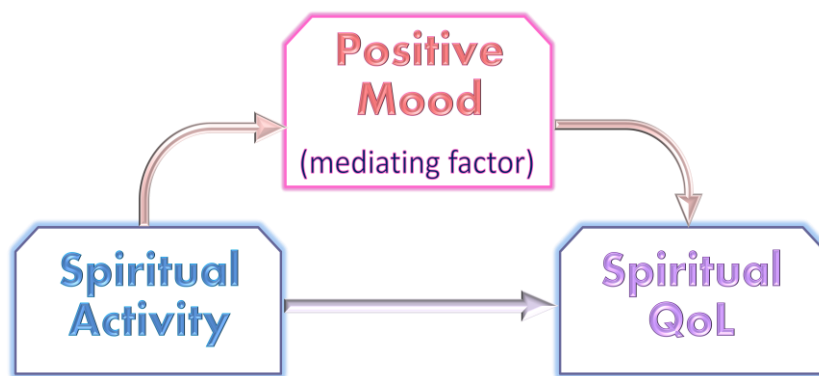 Positive
Mood
(mediating factor)
Spiritual
Activity
Spiritual
QoL